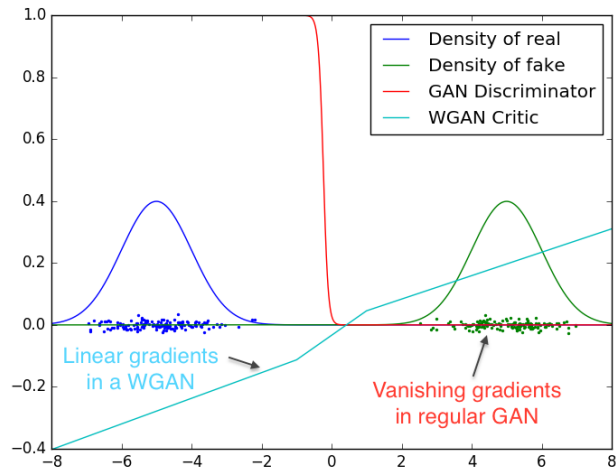 1.0
0.8
0.6
0.4
0.2
0.0
−0.2
−0.4
−8
−6
−4
−2
0
2
4
6
8
Density of real
Density of fake
GAN Discriminator
WGAN Critic
Linear gradients
in a WGAN
Vanishing gradients
in regular GAN